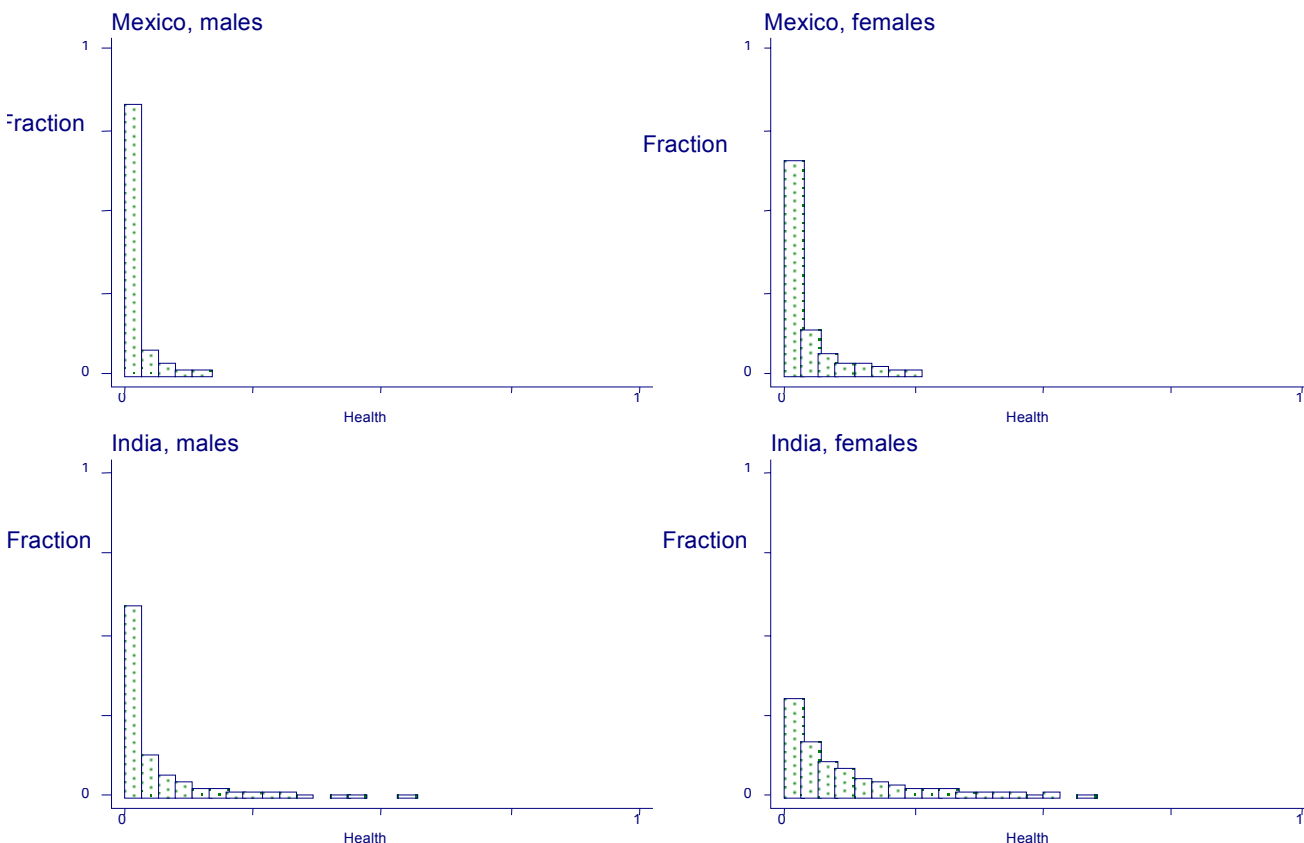 Mexico, males
1
Fraction
0
0
1
Health
Mexico, females
1
Fraction
0
0
1
Health
India, males
1
Fraction
0
0
1
Health
India, females
1
Fraction
0
0
1
Health